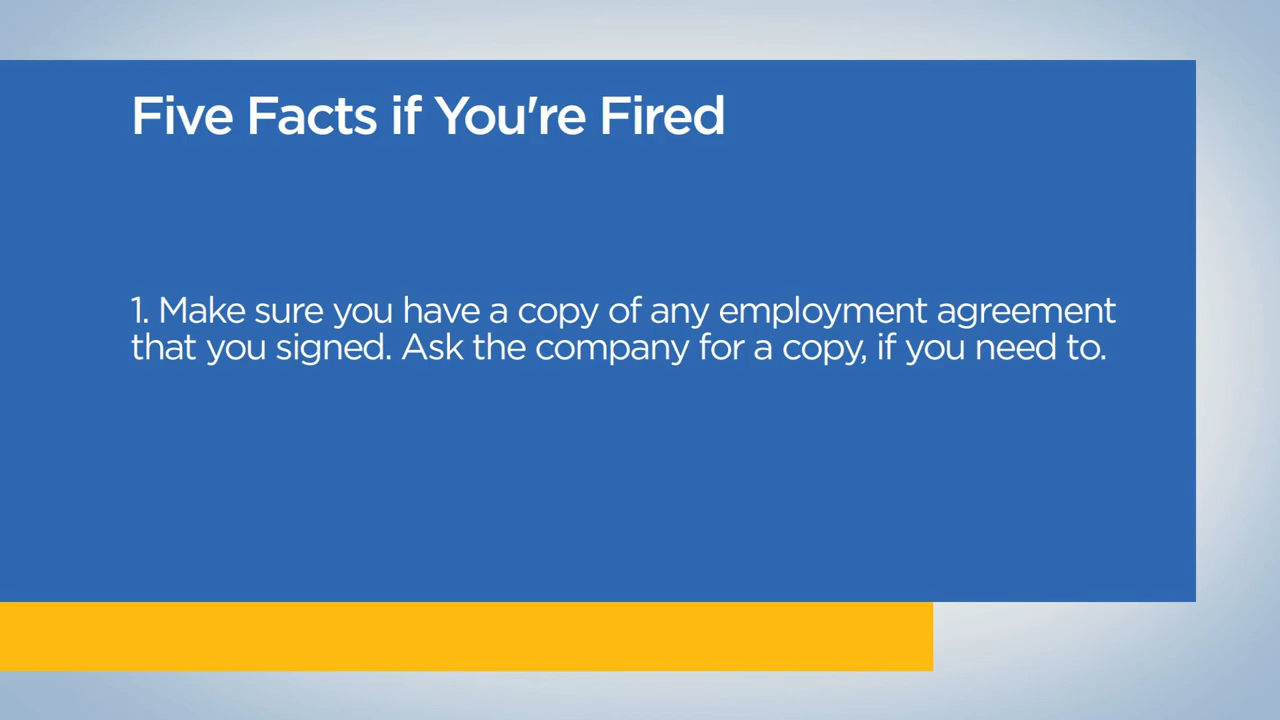 Five Facts if You're Fired
1. Make sure you have a copy of any employment agreement
that you signed. Ask the company for a copy, if you need to.